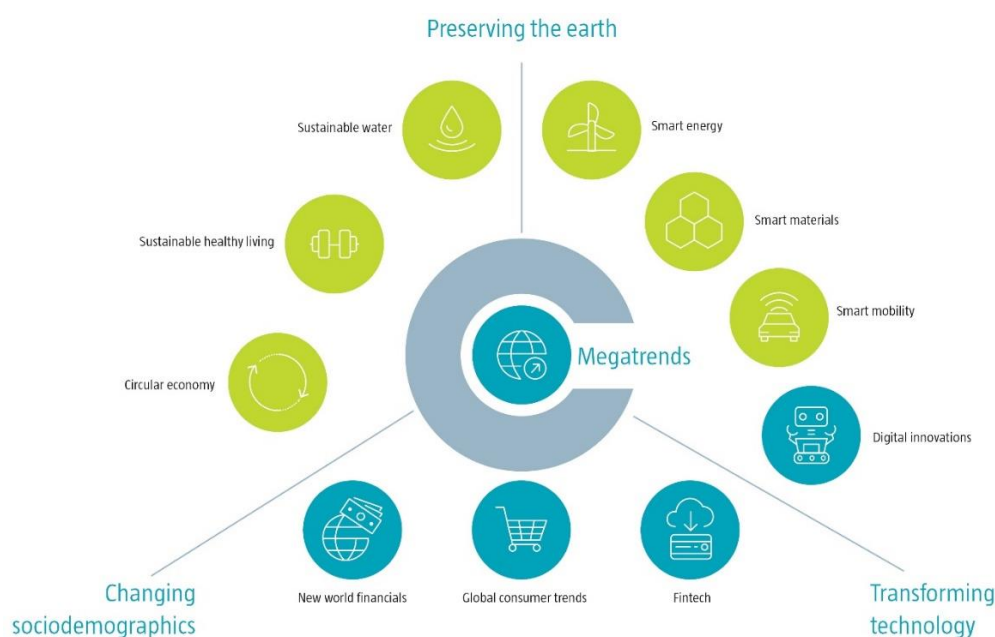 Preserving the earth
Sustainable water
Smart energy
Sustainable healthy living
Smart materials
Smart mobility
Megatrends
Circular economy
Digital innovations
New world financials
Global consumer trends
Fintech
Changing
sociodemographics
Transforming
technology